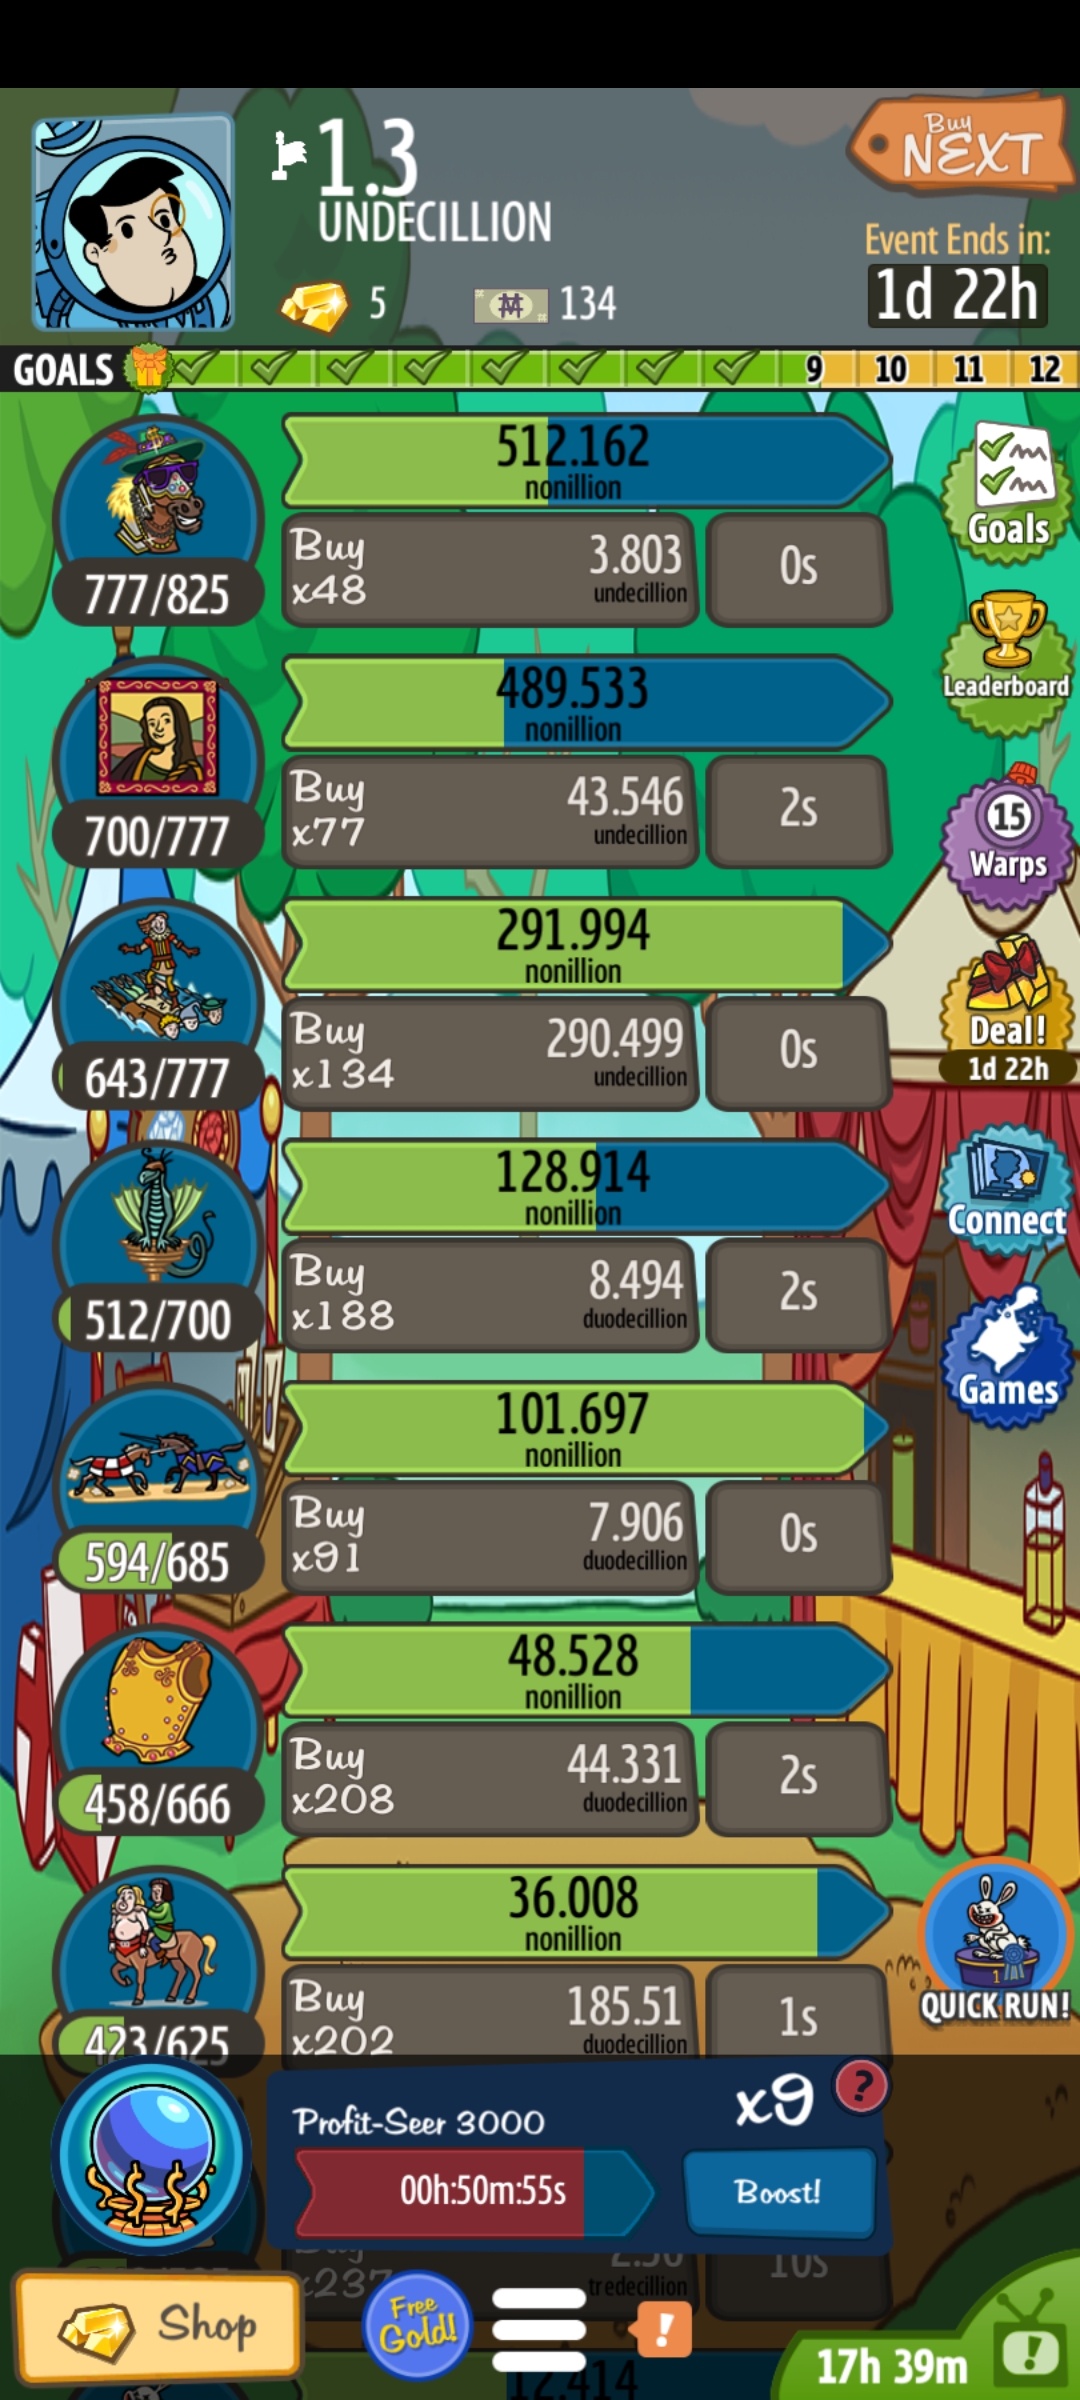 1.3
UNDECILLION
5
134
Buy
NEXT
Event Ends in:
1d 22h
GOALS
9 10 11 12
512.162
nonillion
Buy
x48
3.803
undecillion
0s
777/825
Goals
489.533
nonillion
Buy
x77
43.546
undecillion
2s
700/777
Leaderboard
15
Warps
291.994
nonillion
Buy
x134
290.499
undecillion
0s
643/777
Deal!
1d 22h
128.914
nonillion
Buy
x188
8.494
duodecillion
2s
512/700
Connect
101.697
nonillion
Buy
x91
7.906
duodecillion
0s
594/685
Games
48.528
nonillion
Buy
x208
44.331
duodecillion
2s
458/666
36.008
nonillion
Buy
x202
185.51
duodecillion
1s
423/625
1
QUICK RUN!
Profit-Seer 3000
x9
?
00h:50m:55s
Boost!
x237
tredecillion
10s
Shop
Free
Gold!
!
12.414
17h 39m
!